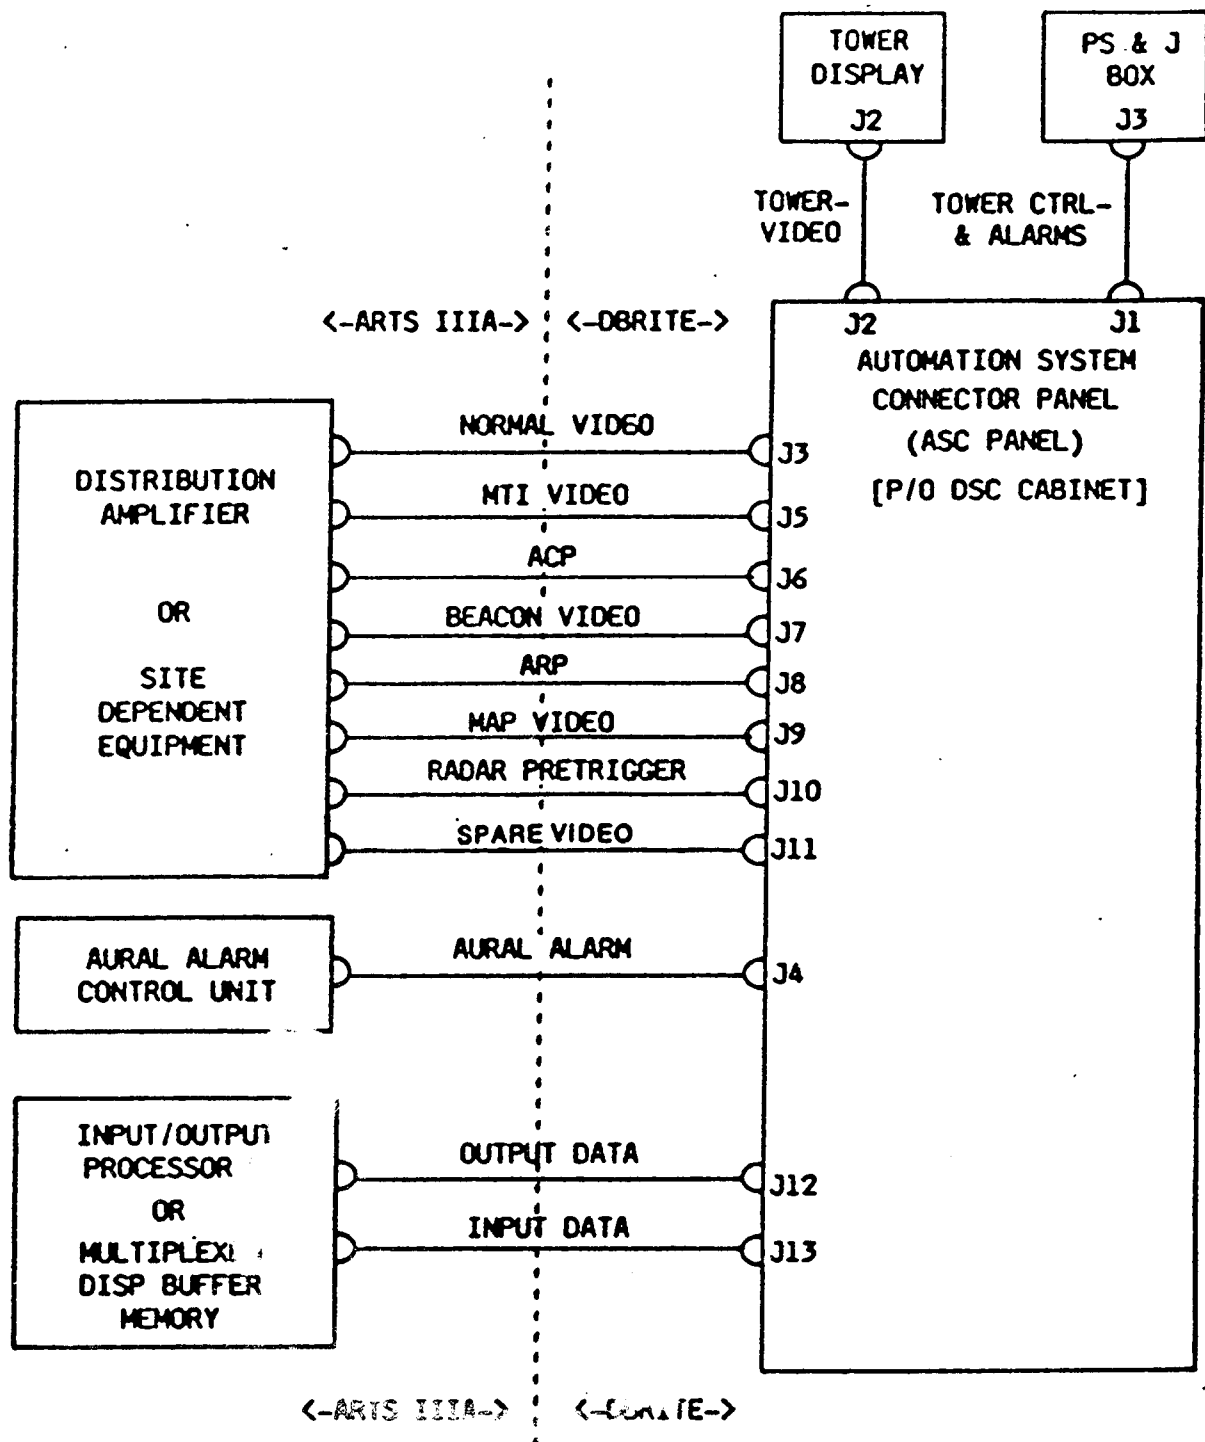 TOWER
DISPLAY
J2
PS & J
BOX
J3
TOWER-
VIDEO
TOWER CTRL-
& ALARMS
<-ARTS IIIA->
<-DBRITE->
J2
J1
AUTOMATION SYSTEM
CONNECTOR PANEL
(ASC PANEL)
[P/O DSC CABINET]
DISTRIBUTION
AMPLIFIER
OR
SITE
DEPENDENT
EQUIPMENT
NORMAL VIDEO
J3
MTI VIDEO
J5
ACP
J6
BEACON VIDEO
J7
ARP
J8
MAP VIDEO
J9
RADAR PRETRIGGER
J10
SPARE VIDEO
J11
AURAL ALARM
CONTROL UNIT
AURAL ALARM
J4
INPUT/OUTPUT
PROCESSOR
OR
DISP BUFFER
MEMORY
OUTPUT DATA
J12
INPUT DATA
J13
<-ARTS IIIA->
<-DBRITE->